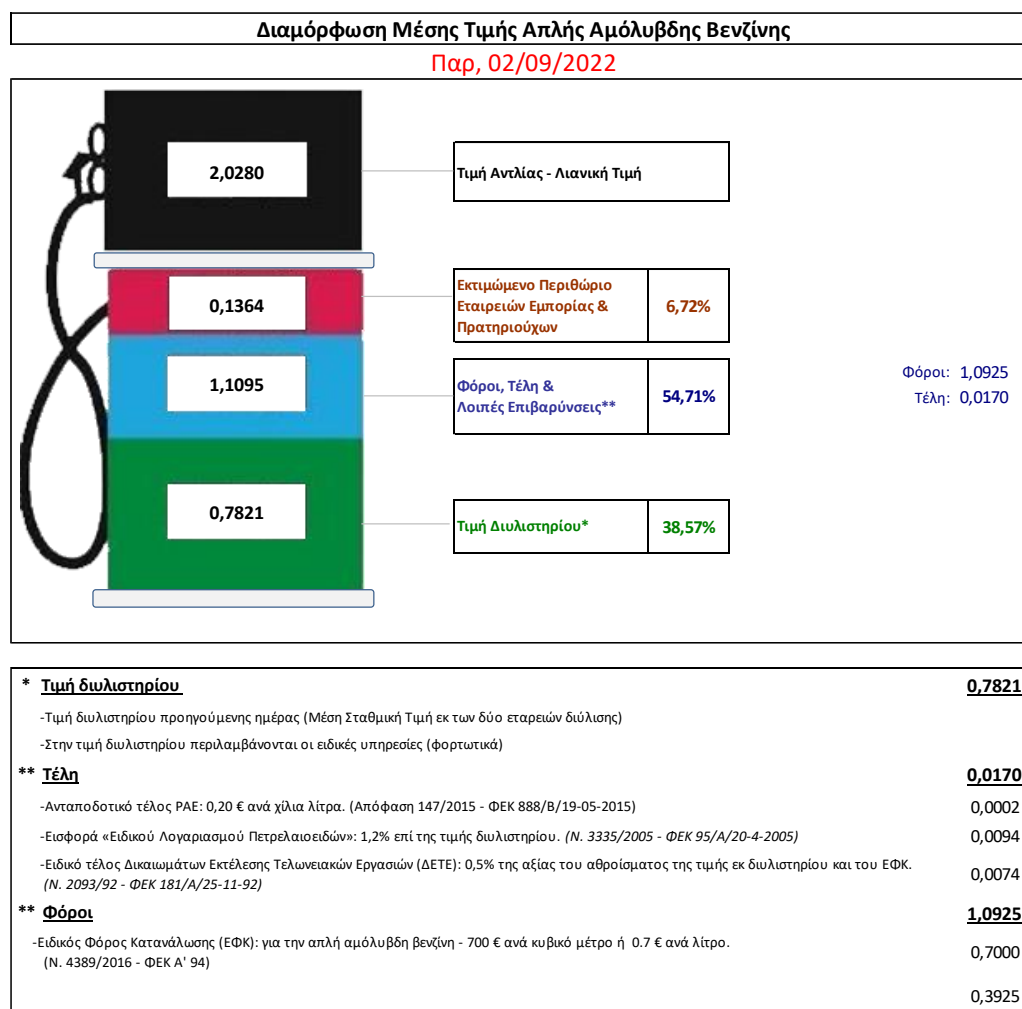 Διαμόρφωση Μέσης Τιμής Απλής Αμόλυβδης Βενζίνης
Παρ, 02/09/2022
2,0280
Τιμή Αντλίας - Λιανική Τιμή
0,1364
Εκτιμώμενο Περιθώριο
Εταιρειών Εμπορίας &
Πρατηριούχων
6,72%
1,1095
Φόροι, Τέλη &
Λοιπές Επιβαρύνσεις**
54,71%
Φόροι: 1,0925
Τέλη: 0,0170
0,7821
Τιμή Διυλιστηρίου*
38,57%
* Τιμή διυλιστηρίου 0,7821
-Τιμή διυλιστηρίου προηγούμενης ημέρας (Μέση Σταθμική Τιμή εκ των δύο εταρειών διύλισης)
-Στην τιμή διυλιστηρίου περιλαμβάνονται οι ειδικές υπηρεσίες (φορτωτικά)
** Τέλη 0,0170
-Ανταποδοτικό τέλος ΡΑΕ: 0,20 € ανά χίλια λίτρα. (Απόφαση 147/2015 - ΦΕΚ 888/Β/19-05-2015) 0,0002
-Εισφορά «Ειδικού Λογαριασμού Πετρελαιοειδών»: 1,2% επί της τιμής διυλιστηρίου. (Ν. 3335/2005 - ΦΕΚ 95/Α/20-4-2005) 0,0094
-Ειδικό τέλος Δικαιωμάτων Εκτέλεσης Τελωνειακών Εργασιών (ΔΕΤΕ): 0,5% της αξίας του αθροίσματος της τιμής εκ διυλιστηρίου και του ΕΦΚ.
(Ν. 2093/92 - ΦΕΚ 181/Α/25-11-92) 0,0074
** Φόροι 1,0925
-Ειδικός Φόρος Κατανάλωσης (ΕΦΚ): για την απλή αμόλυβδη βενζίνη - 700 € ανά κυβικό μέτρο ή 0.7 € ανά λίτρο.
(Ν. 4389/2016 - ΦΕΚ Α' 94) 0,7000
0,3925